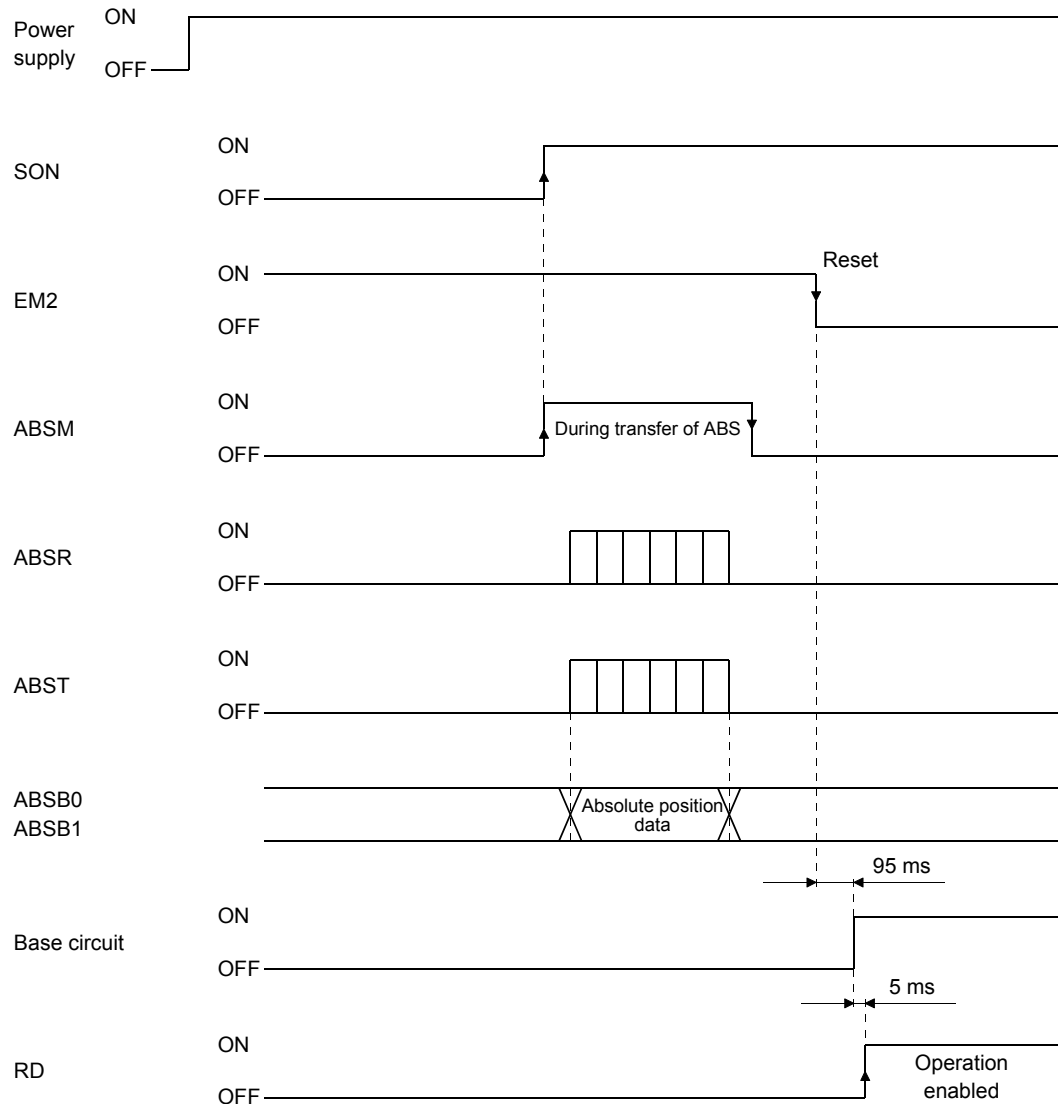 Power
supply
ON
OFF
SON
ON
OFF
EM2
ON
OFF
Reset
ABSM
ON
OFF
During transfer of ABS
ABSR
ON
OFF
ABST
ON
OFF
ABSB0
ABSB1
Absolute position
data
95 ms
Base circuit
ON
OFF
5 ms
RD
ON
OFF
Operation
enabled